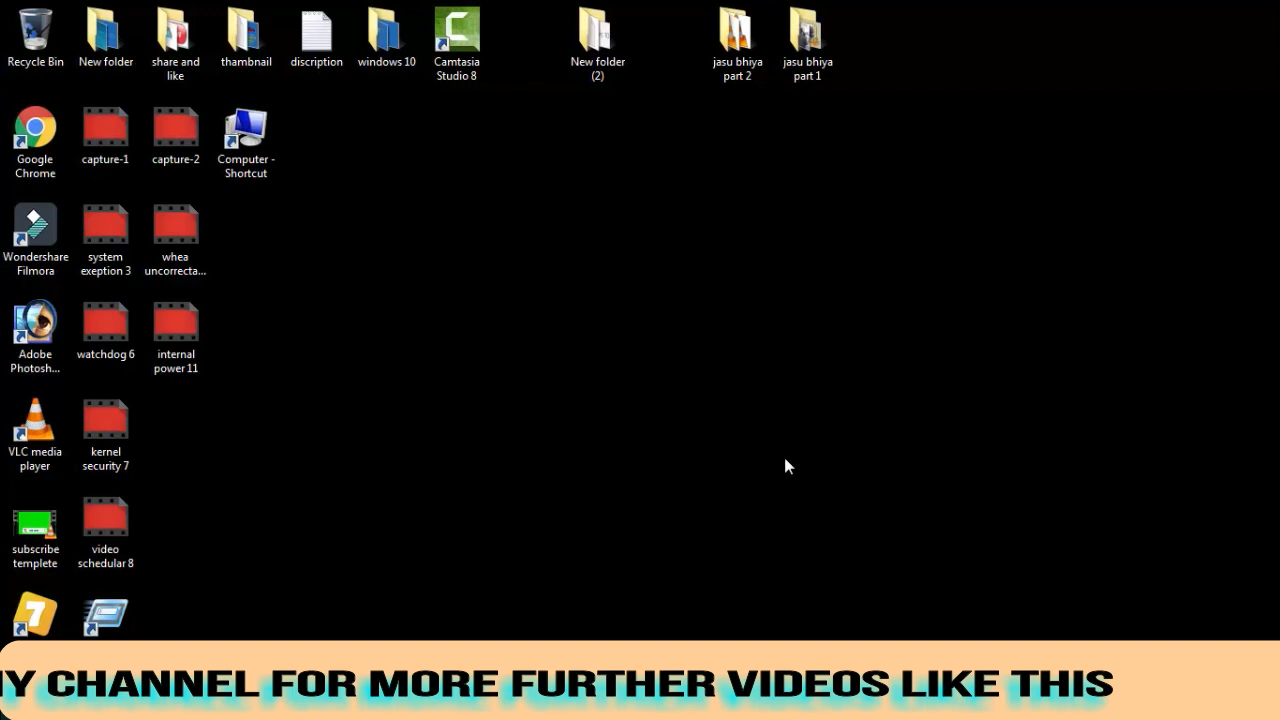 Recycle Bin
New folder
share and
like
thumbnail
discription
windows 10
Camtasia
Studio 8
New folder
(2)
jasu bhiya
part 2
jasu bhiya
part 1
Google
Chrome
capture-1
capture-2
Computer -
Shortcut
Wondershare
Filmora
system
exeption 3
whea
uncorrecta...
Adobe
Photosh...
watchdog 6
internal
power 11
VLC media
player
kernel
security 7
subscribe
templete
video
schedular 8
7
CHANNEL FOR MORE FURTHER VIDEOS LIKE THIS